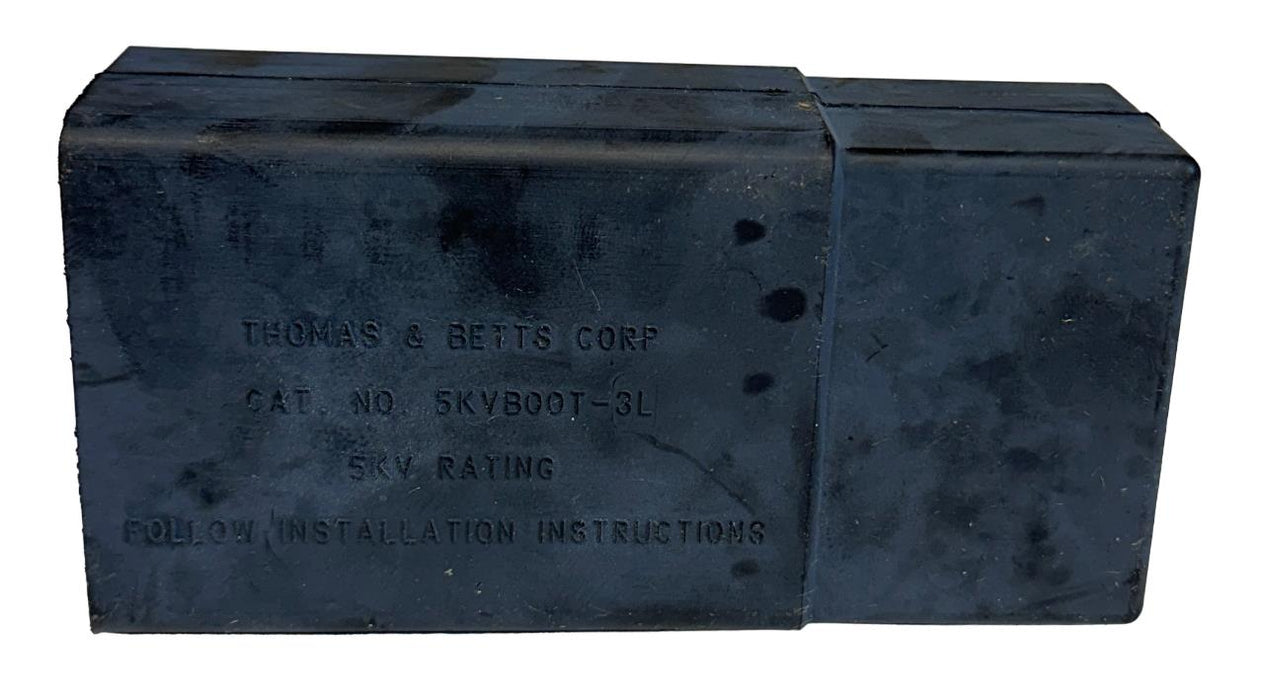 THOMAS & BETTS CORP
CAT. NO. 5KVBOOT-3L
5KV RATING
FOLLOW INSTALLATION INSTRUCTIONS